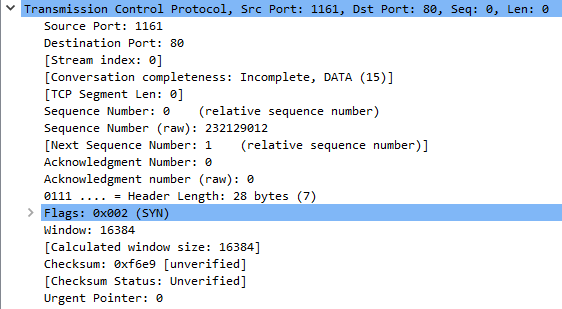 Transmission Control Protocol, Src Port: 1161, Dst Port: 80, Seq: 0, Len: 0
Source Port: 1161
Destination Port: 80
[Stream index: 0]
[Conversation completeness: Incomplete, DATA (15)]
[TCP Segment Len: 0]
Sequence Number: 0    (relative sequence number)
Sequence Number (raw): 232129012
[Next Sequence Number: 1    (relative sequence number)]
Acknowledgment Number: 0
Acknowledgment number (raw): 0
0111 .... = Header Length: 28 bytes (7)
Flags: 0x002 (SYN)
Window: 16384
[Calculated window size: 16384]
Checksum: 0xf6e9 [unverified]
[Checksum Status: Unverified]
Urgent Pointer: 0